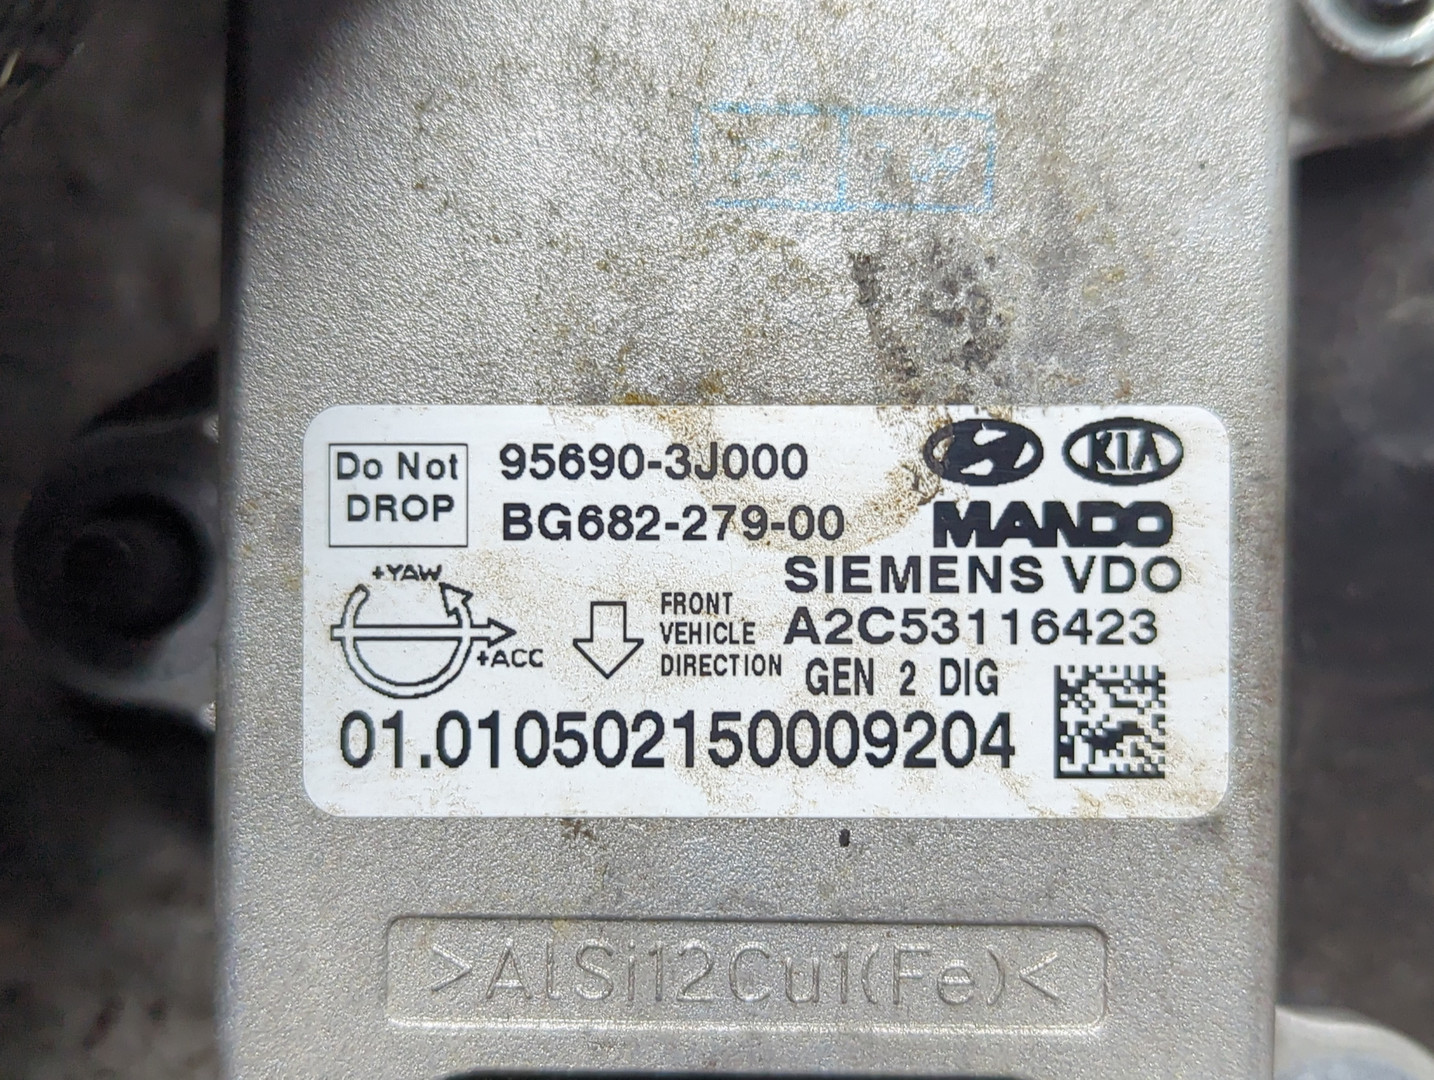 Do Not
DROP
95690-3J000
BG682-279-00
KIA
MANDO
SIEMENS VDO
+YAW
+ACC
FRONT
VEHICLE
DIRECTION
A2C53116423
GEN 2 DIG
01.010502150009204
>AlSi12Cu1(Fe)<